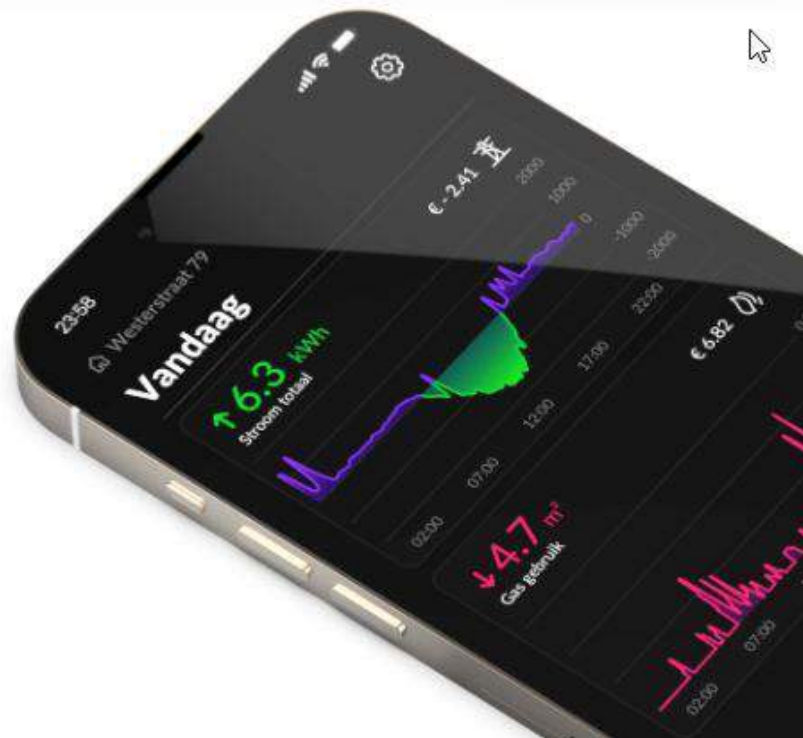 23:58
Westerstraat 79
Vandaag
↑6.3 kWh
Stroom totaal
€ - 2.41
2000
1000
0
-1000
-2000
02:00
07:00
12:00
17:00
22:00
↓4.7 m³
Gas gebruik
€ 6.82
02:00
07:00